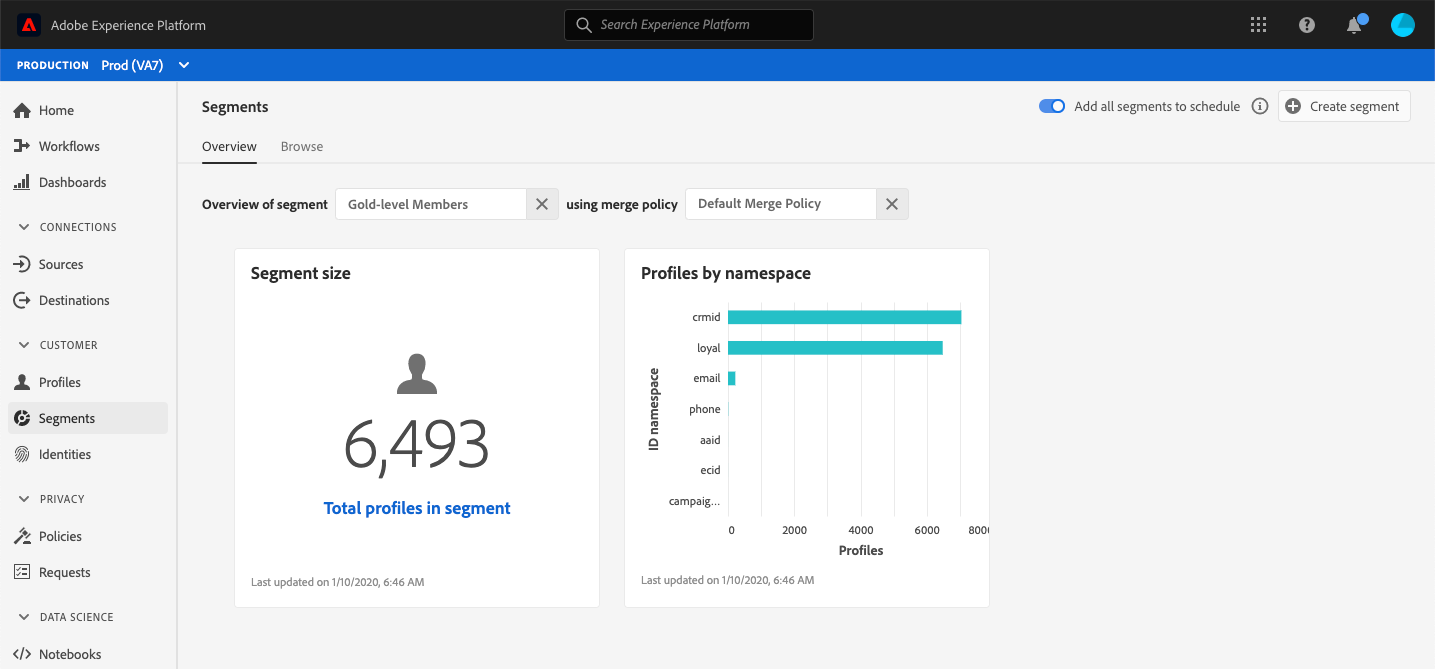 Adobe Experience Platform
Search Experience Platform
PRODUCTION Prod (VA7)
Home
Workflows
Dashboards
CONNECTIONS
Sources
Destinations
CUSTOMER
Profiles
Segments
Identities
PRIVACY
Policies
Requests
DATA SCIENCE
Notebooks
Segments
Add all segments to schedule
Create segment
Overview Browse
Overview of segment Gold-level Members using merge policy Default Merge Policy
Segment size
6,493
Total profiles in segment
Last updated on 1/10/2020, 6:46 AM
Profiles by namespace
ID namespace
crmid
loyal
email
phone
aaid
ecid
campaig...
0 2000 4000 6000 8000
Profiles
Last updated on 1/10/2020, 6:46 AM